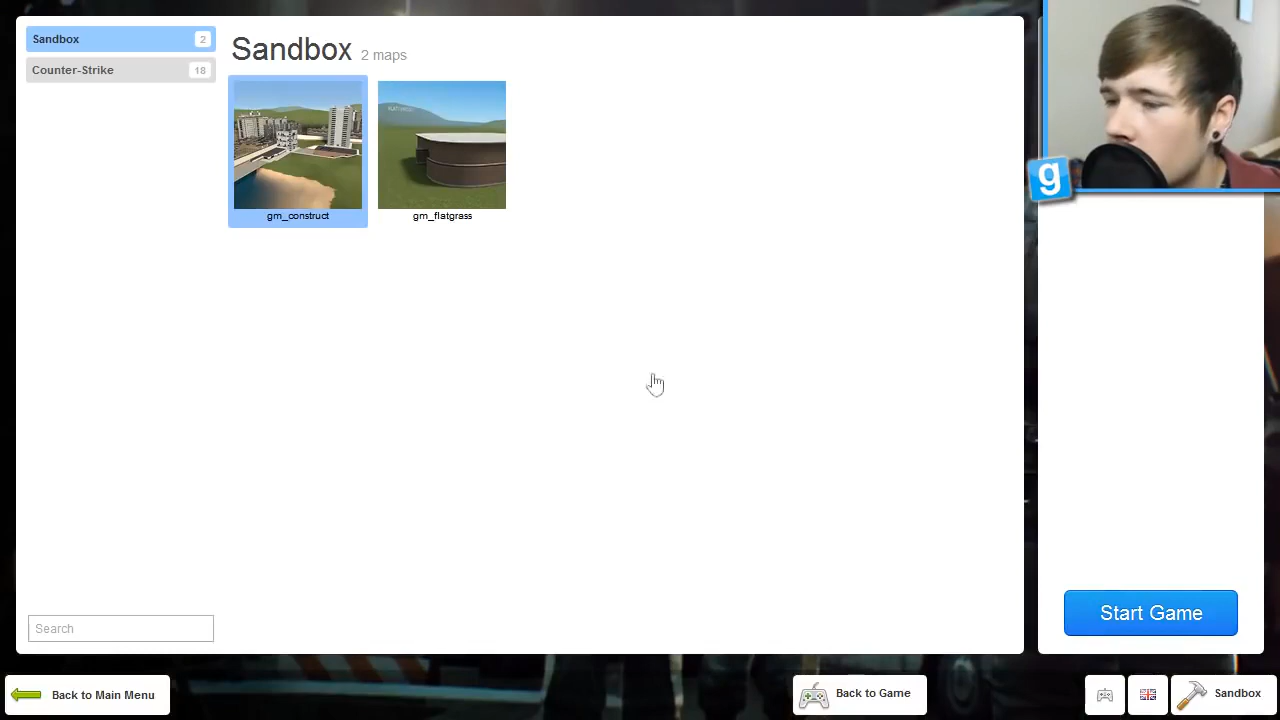 Sandbox 2
Counter-Strike 18
Sandbox 2 maps
gm_construct
gm_flatgrass
g
Search
Start Game
Back to Main Menu
Back to Game
Sandbox